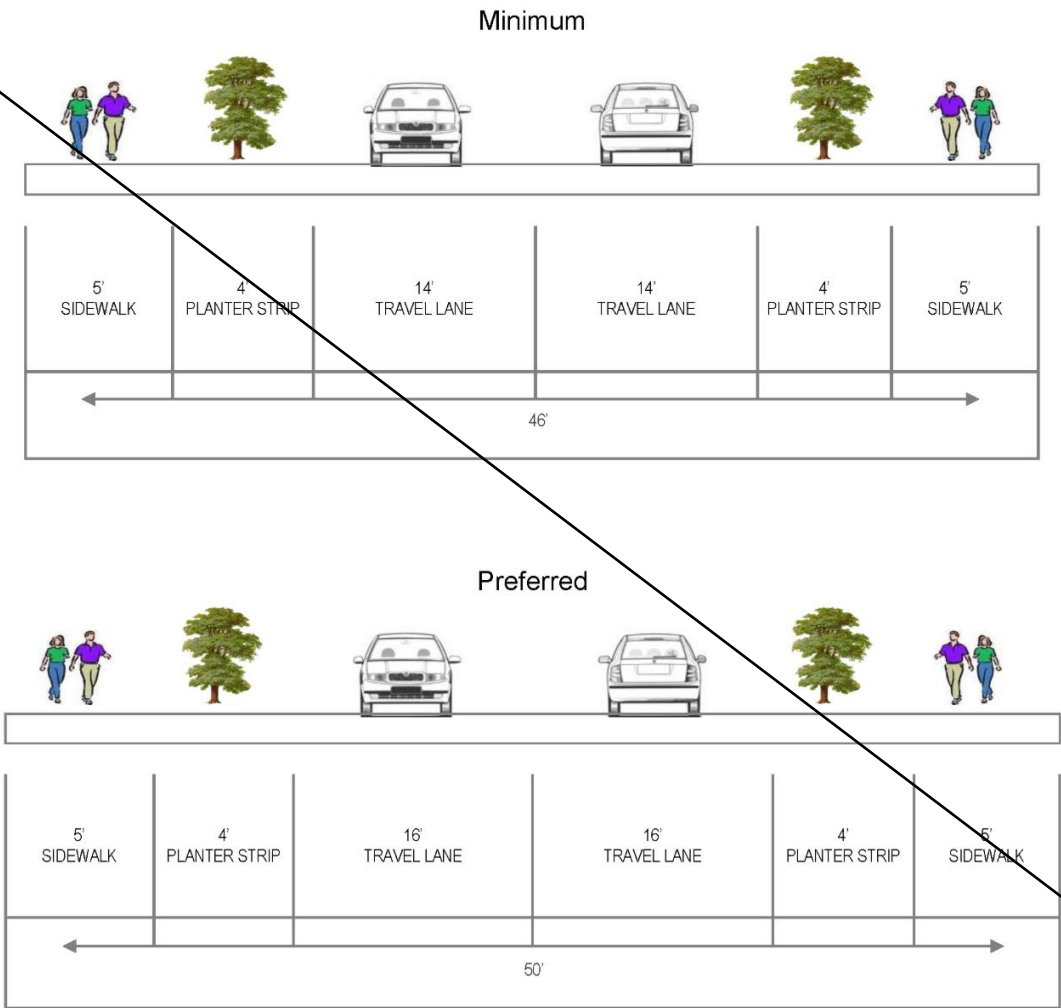 Minimum
5'
SIDEWALK
4'
PLANTER STRIP
14'
TRAVEL LANE
14'
TRAVEL LANE
4'
PLANTER STRIP
5'
SIDEWALK
46'
Preferred
5'
SIDEWALK
4'
PLANTER STRIP
16'
TRAVEL LANE
16'
TRAVEL LANE
4'
PLANTER STRIP
5'
SIDEWALK
50'